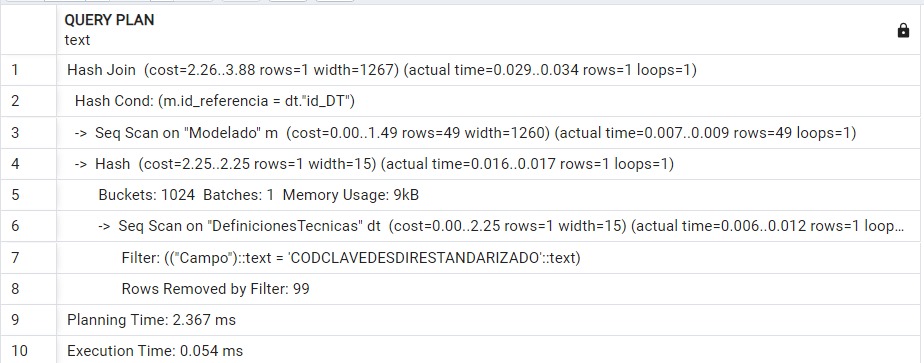 QUERY PLAN
text
1 Hash Join (cost=2.26..3.88 rows=1 width=1267) (actual time=0.029..0.034 rows=1 loops=1)
2 Hash Cond: (m.id_referencia = dt."id_DT")
3 -> Seq Scan on "Modelado" m (cost=0.00..1.49 rows=49 width=1260) (actual time=0.007..0.009 rows=49 loops=1)
4 -> Hash (cost=2.25..2.25 rows=1 width=15) (actual time=0.016..0.017 rows=1 loops=1)
5 Buckets: 1024 Batches: 1 Memory Usage: 9kB
6 -> Seq Scan on "DefinicionesTecnicas" dt (cost=0.00..2.25 rows=1 width=15) (actual time=0.006..0.012 rows=1 loop...
7 Filter: (("Campo")::text = 'CODCLAVEDESDIRESTANDARIZADO'::text)
8 Rows Removed by Filter: 99
9 Planning Time: 2.367 ms
10 Execution Time: 0.054 ms